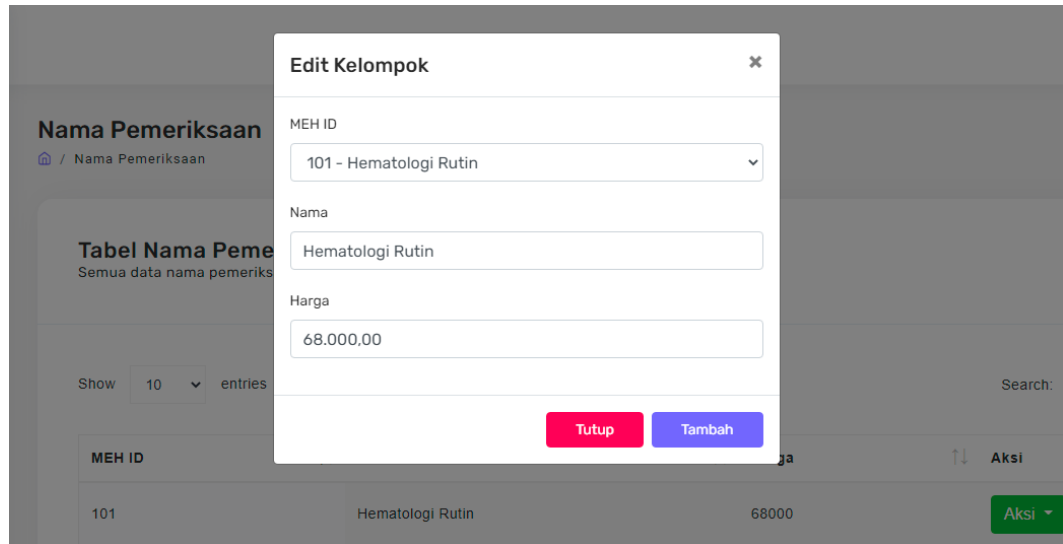 Edit Kelompok ×
Nama Pemeriksaan
/ Nama Pemeriksaan
MEH ID
101 - Hematologi Rutin
Nama
Hematologi Rutin
Tabel Nama Peme
Semua data nama pemeriks
Harga
68.000,00
Show 10 entries
Search:
Tutup Tambah
MEH ID ga Aksi
101 Hematologi Rutin 68000 Aksi